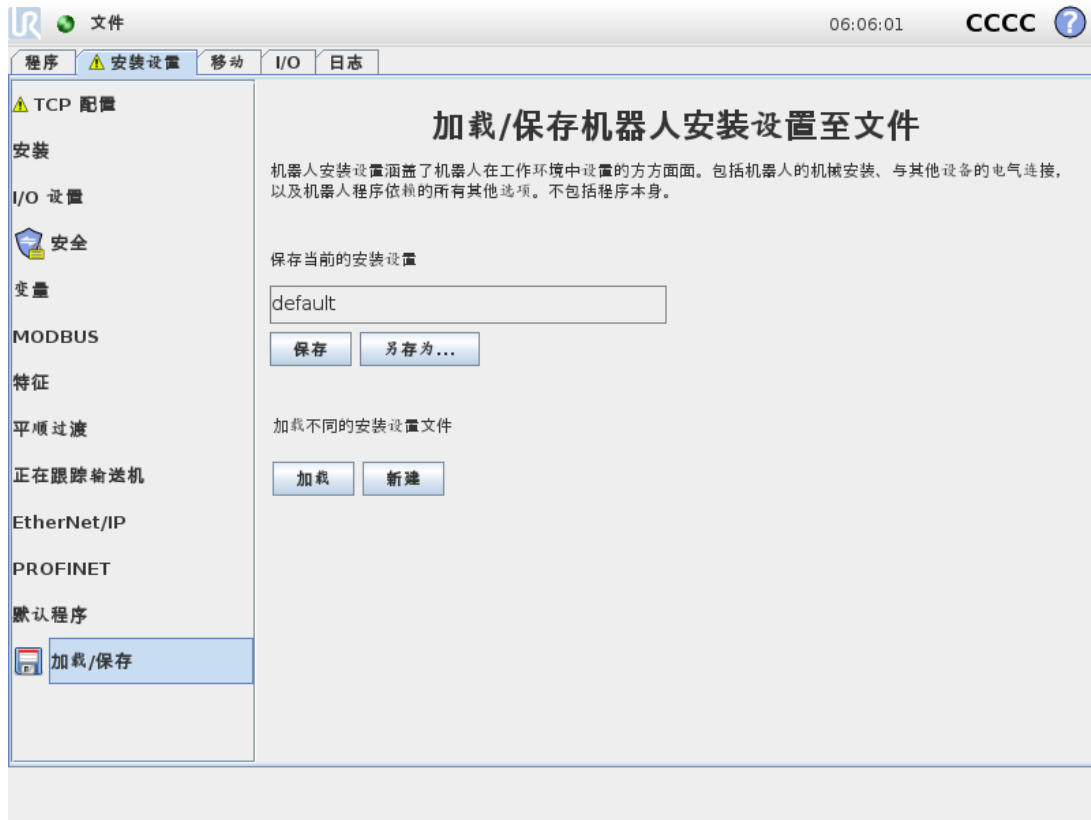 UR 文件 06:06:01 CCCC ?
程序 安装设置 移动 I/O 日志
TCP 配置
安装
I/O 设置
安全
变量
MODBUS
特征
平顺过渡
正在跟踪输送机
EtherNet/IP
PROFINET
默认程序
加载/保存
加载/保存机器人安装设置至文件
机器人安装设置涵盖了机器人在工作环境中设置的方方面面。包括机器人的机械安装、与其他设备的电气连接,
以及机器人程序依赖的所有其他选项。不包括程序本身。
保存当前的安装设置
default
保存 另存为...
加载不同的安装设置文件
加载 新建